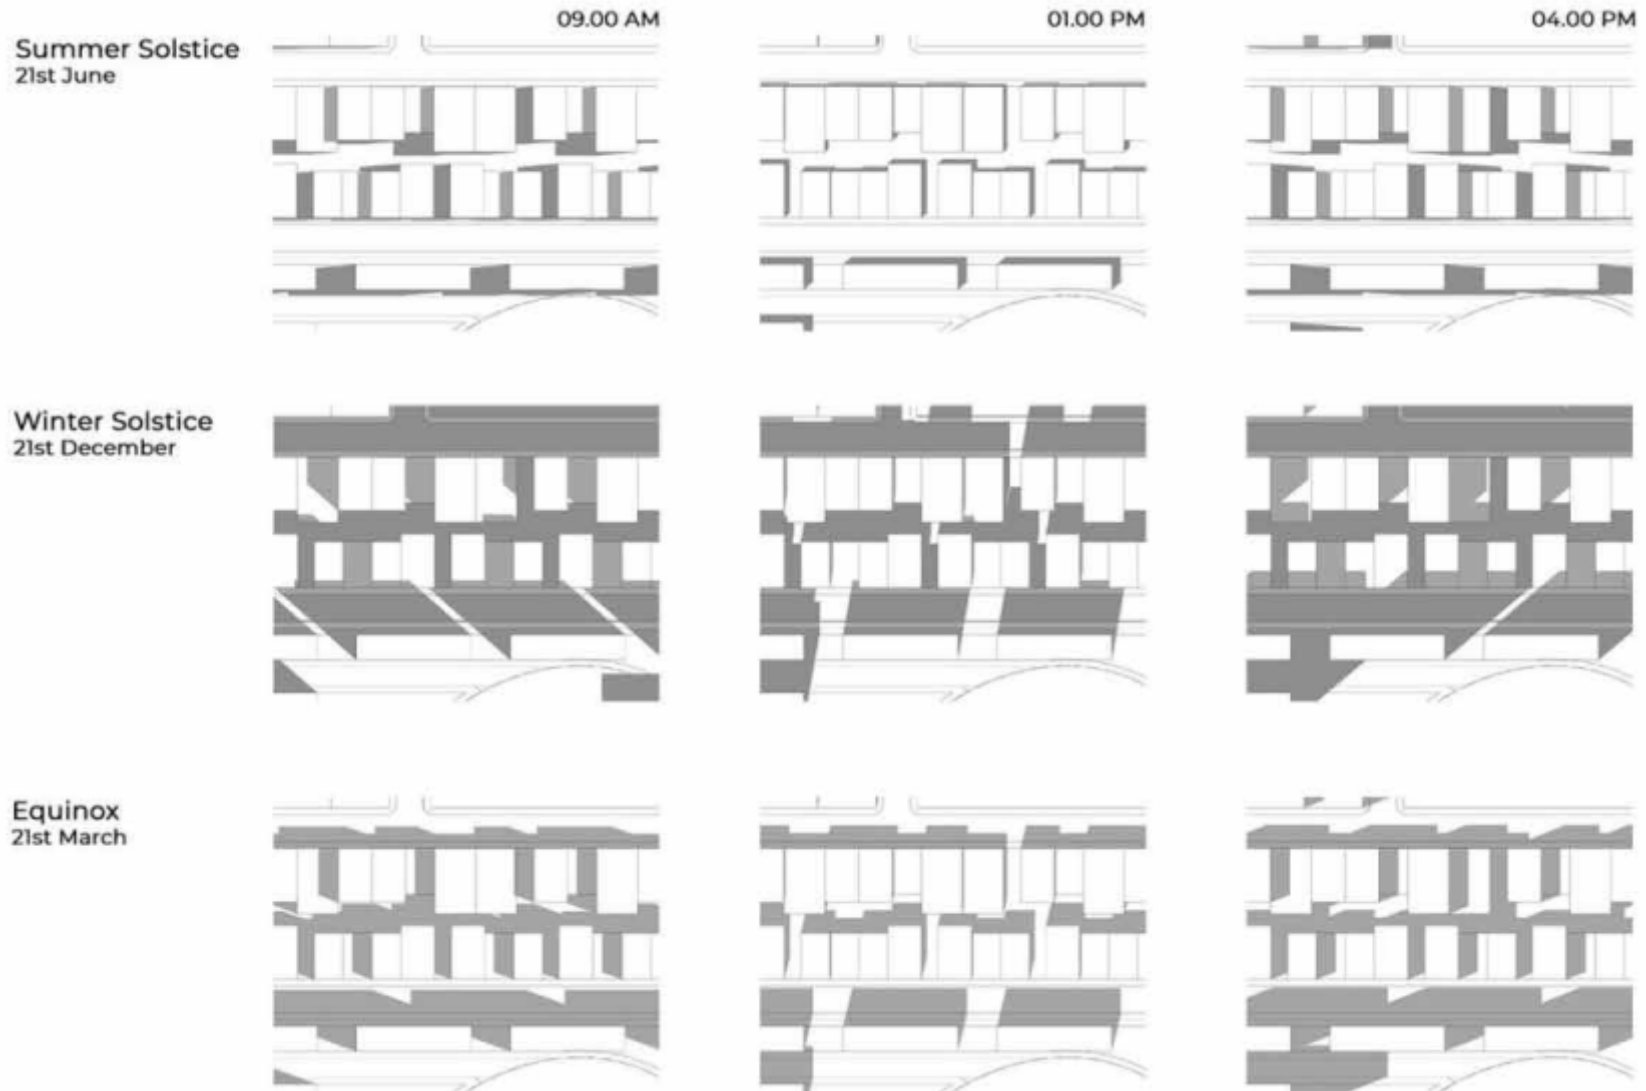 09.00 AM
01.00 PM
04.00 PM
Summer Solstice
21st June
Winter Solstice
21st December
Equinox
21st March